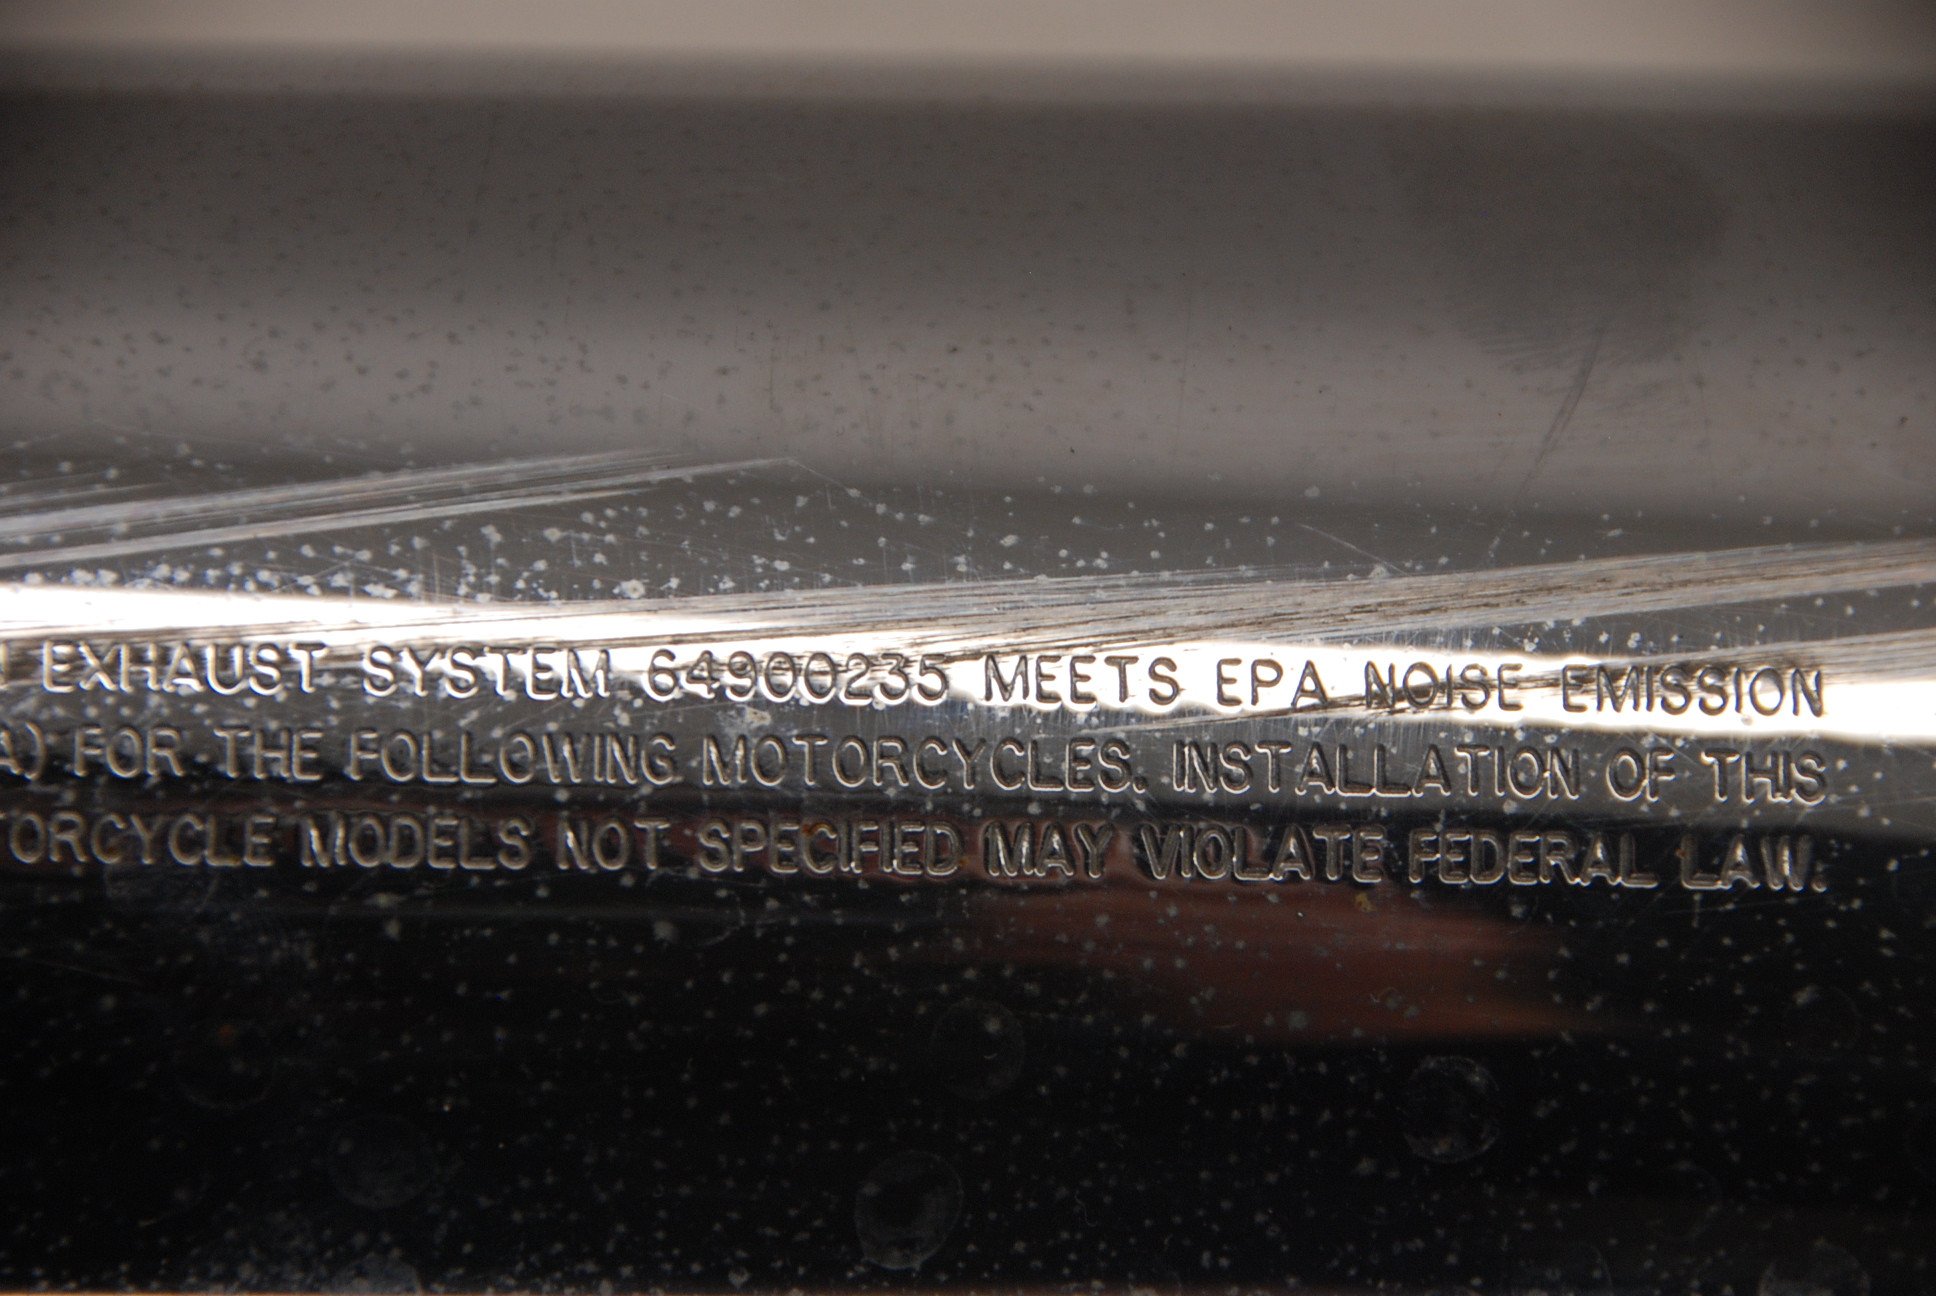 EXHAUST SYSTEM 64900235 MEETS EPA NOISE EMISSION
A) FOR THE FOLLOWING MOTORCYCLES. INSTALLATION OF THIS
TORCYCLE MODELS NOT SPECIFIED MAY VIOLATE FEDERAL LAW.